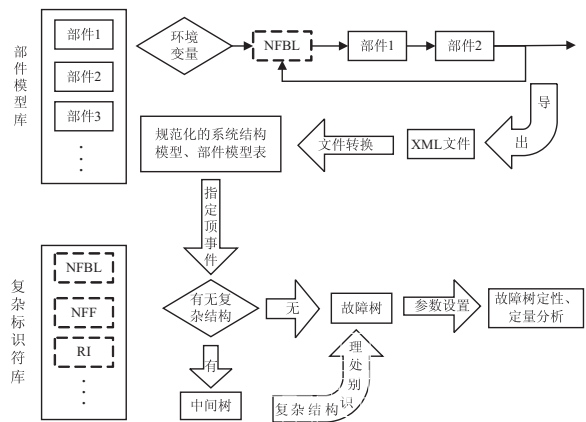 部件模型库
部件1
部件2
部件3
环境
变量
NFBL
部件1
部件2
导出
XML文件
文件转换
规范化的系统结构
模型、部件模型表
指定顶事件
复杂标识符库
NFBL
NFF
RI
有无复
杂结构
无
故障树
参数设置
故障树定性、
定量分析
有
中间树
复杂结构识别处理